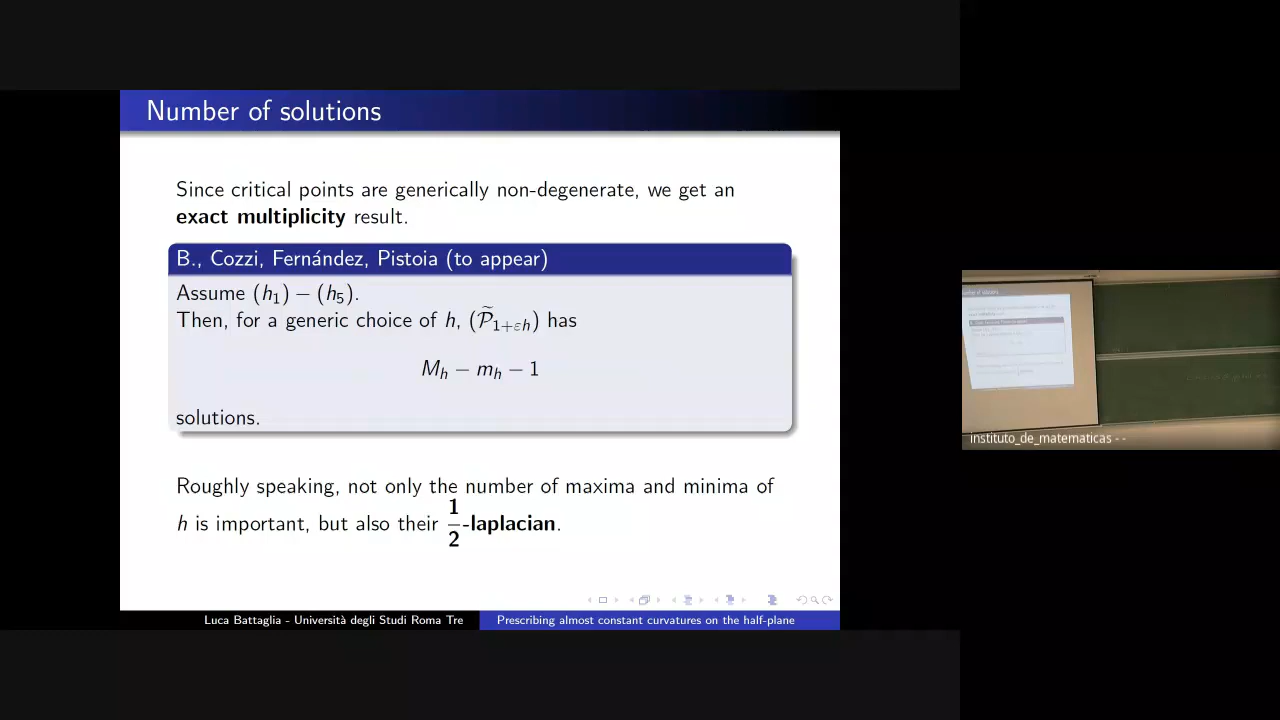 Number of solutions
Since critical points are generically non-degenerate, we get an
exact multiplicity result.
B., Cozzi, Fernández, Pistoia (to appear)
Assume (h₁) − (h₅).
Then, for a generic choice of h, (P̃₁₊εh) has
Mₕ − mₕ − 1
solutions.
Roughly speaking, not only the number of maxima and minima of
h is important, but also their 1/2-laplacian.
Luca Battaglia - Università degli Studi Roma Tre
Prescribing almost constant curvatures on the half-plane
instituto_de_matematicas - -